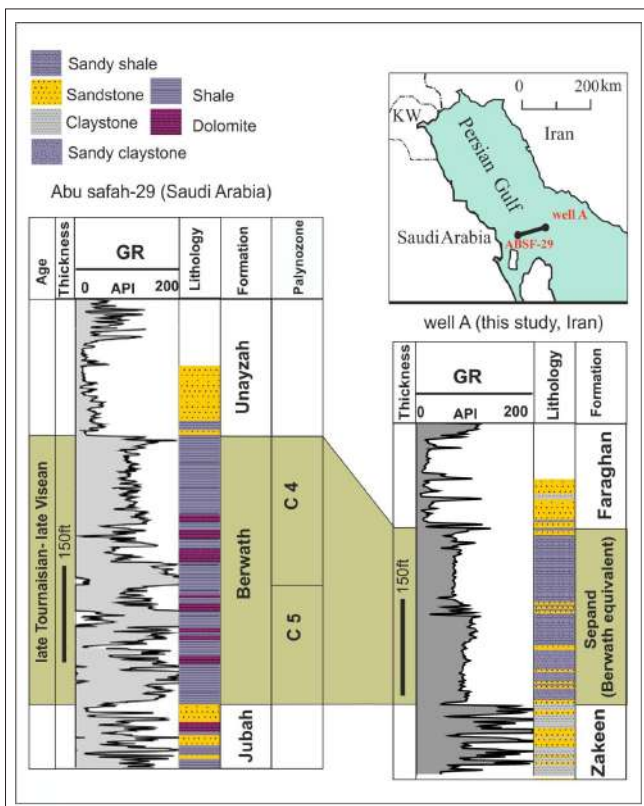 Sandy shale
Sandstone
Shale
Claystone
Dolomite
Sandy claystone
0 200km
KW
Iran
Persian Gulf
well A
Saudi Arabia
ABSF-29
Abu safah-29 (Saudi Arabia)
Age
Thickness
GR
0 API 200
Lithology
Formation
Palynozone
Unayzah
late Tournaisian- late Visean
150ft
Berwath
C 4
C 5
Jubah
well A (this study, Iran)
Thickness
GR
0 API 200
Lithology
Formation
Faraghan
150ft
Sepand
(Berwath equivalent)
Zakeen